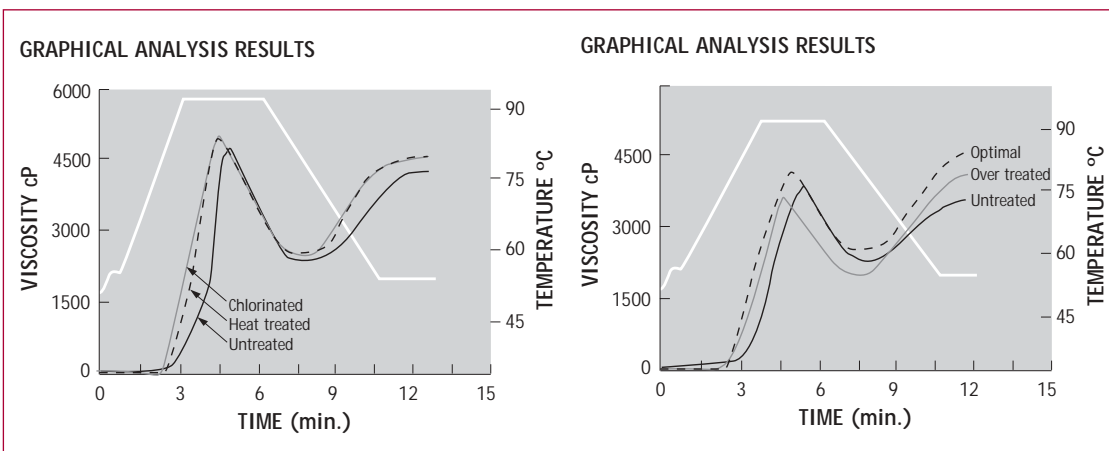 GRAPHICAL ANALYSIS RESULTS
6000
4500
3000
1500
0
VISCOSITY cP
90
75
60
45
TEMPERATURE ºC
Chlorinated
Heat treated
Untreated
0 3 6 9 12 15
TIME (min.)
GRAPHICAL ANALYSIS RESULTS
4500
3000
1500
0
VISCOSITY cP
90
75
60
45
TEMPERATURE ºC
Optimal
Over treated
Untreated
0 3 6 9 12 15
TIME (min.)